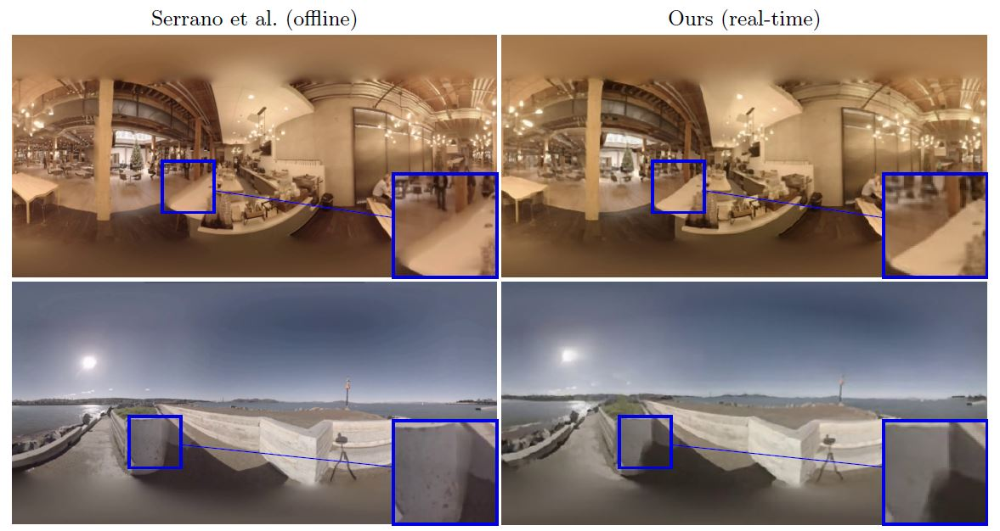 Serrano et al. (offline)
Ours (real-time)